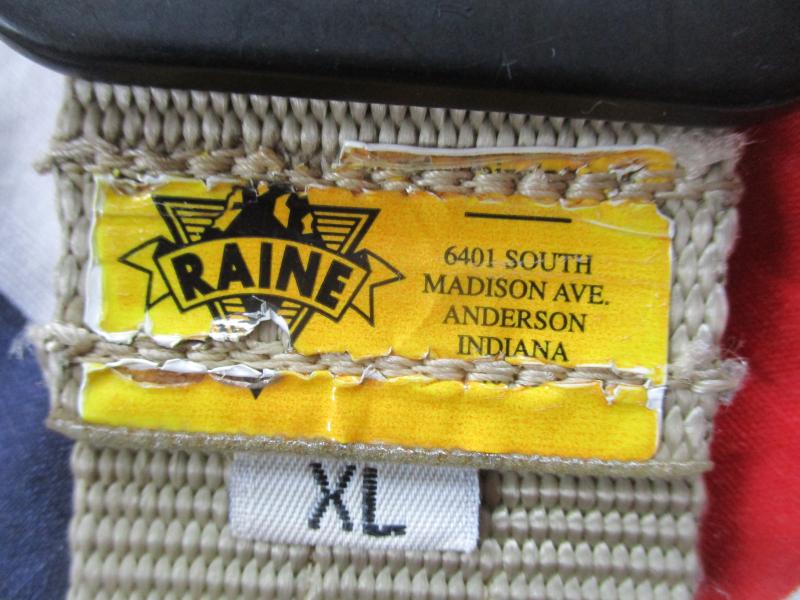 RAINE
6401 SOUTH
MADISON AVE.
ANDERSON
INDIANA
XL